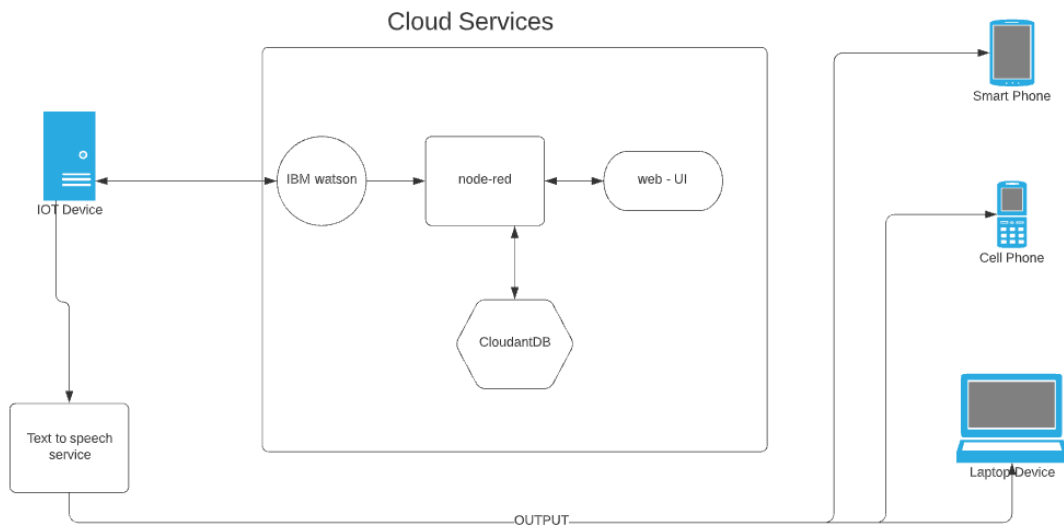 Cloud Services
Smart Phone
IBM watson
node-red
web - UI
IOT Device
Cell Phone
CloudantDB
Text to speech
service
Laptop Device
OUTPUT